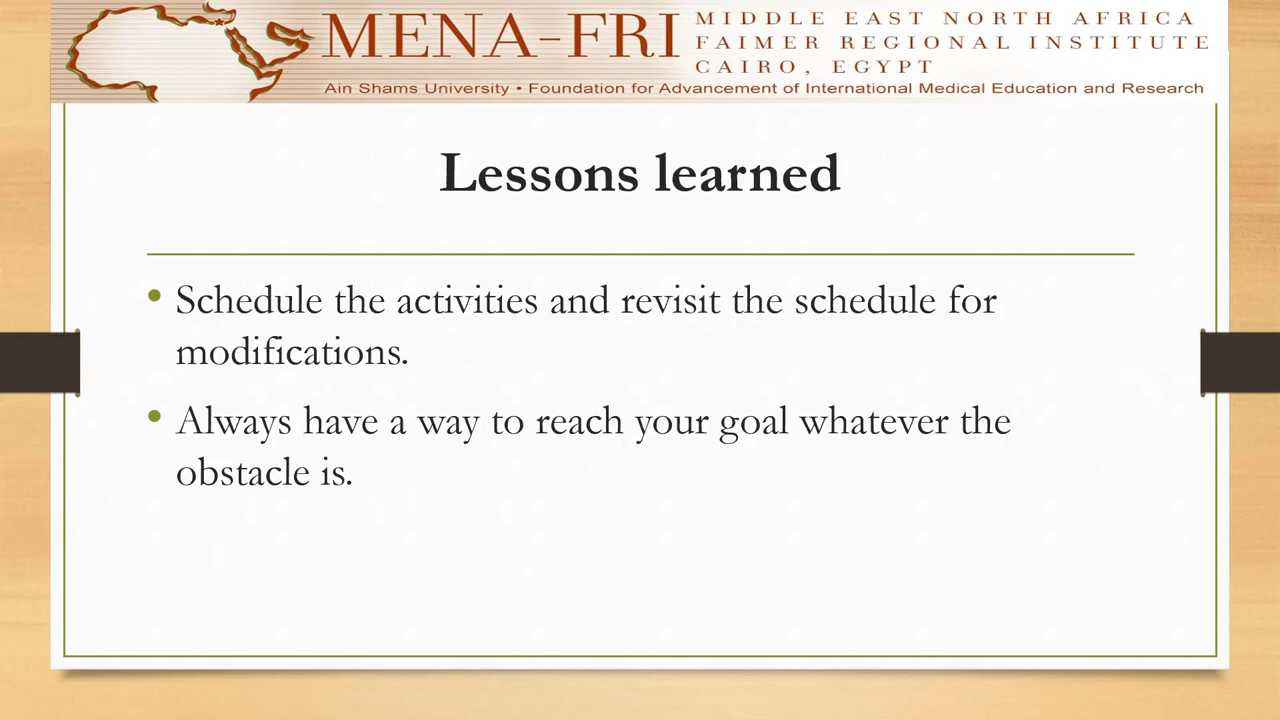 MENA-FRI
MIDDLE EAST NORTH AFRICA
FAIMER REGIONAL INSTITUTE
CAIRO, EGYPT
Ain Shams University • Foundation for Advancement of International Medical Education and Research
Lessons learned
• Schedule the activities and revisit the schedule for
modifications.
• Always have a way to reach your goal whatever the
obstacle is.